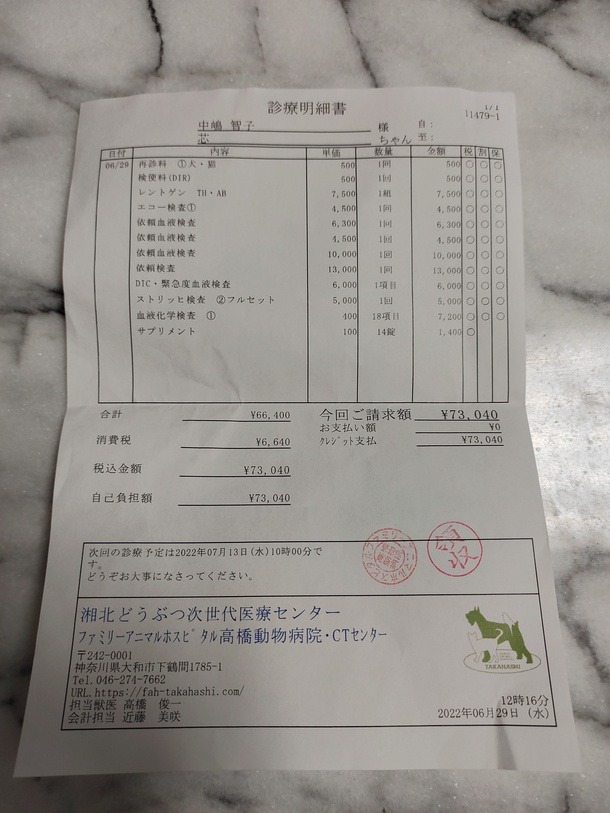 診療明細書
1/1
11479-1
中嶋 智子 様 自:
芯 ちゃん 至:
日付 内容 単価 数量 金額 税 割 保
06/29 再診料 ①犬・猫 500 1回 500 ○ ○ ○
検便料(DIR) 500 1回 500 ○ ○ ○
レントゲン TH・AB 7,500 1組 7,500 ○ ○ ○
エコー検査① 4,500 1回 4,500 ○ ○ ○
依頼血液検査 6,300 1回 6,300 ○ ○ ○
依頼血液検査 4,500 1回 4,500 ○ ○ ○
依頼血液検査 10,000 1回 10,000 ○ ○ ○
依頼検査 13,000 1回 13,000 ○ ○ ○
DIC・緊急度血液検査 6,000 1項目 6,000 ○ ○ ○
ストリッヒ検査 ②フルセット 5,000 1回 5,000 ○ ○ ○
血液化学検査 ① 400 18項目 7,200 ○ ○ ○
サプリメント 100 14錠 1,400 ○
合計 ¥66,400
消費税 ¥6,640
税込金額 ¥73,040
自己負担額 ¥73,040
今回ご請求額 ¥73,040
お支払い額 ¥0
クレジット支払 ¥73,040
次回の診療予定は2022年07月13日(水)10時00分で
す。
どうぞお大事になさってください。
領収
湘北どうぶつ次世代医療センター
ファミリーアニマルホスピタル高橋動物病院・CTセンター
〒242-0001
神奈川県大和市下鶴間1785-1
Tel.046-274-7662
URL.https://fah-takahashi.com/
担当獣医 高橋 俊一
会計担当 近藤 美咲
TAKAHASHI
12時16分
2022年06月29日 (水)